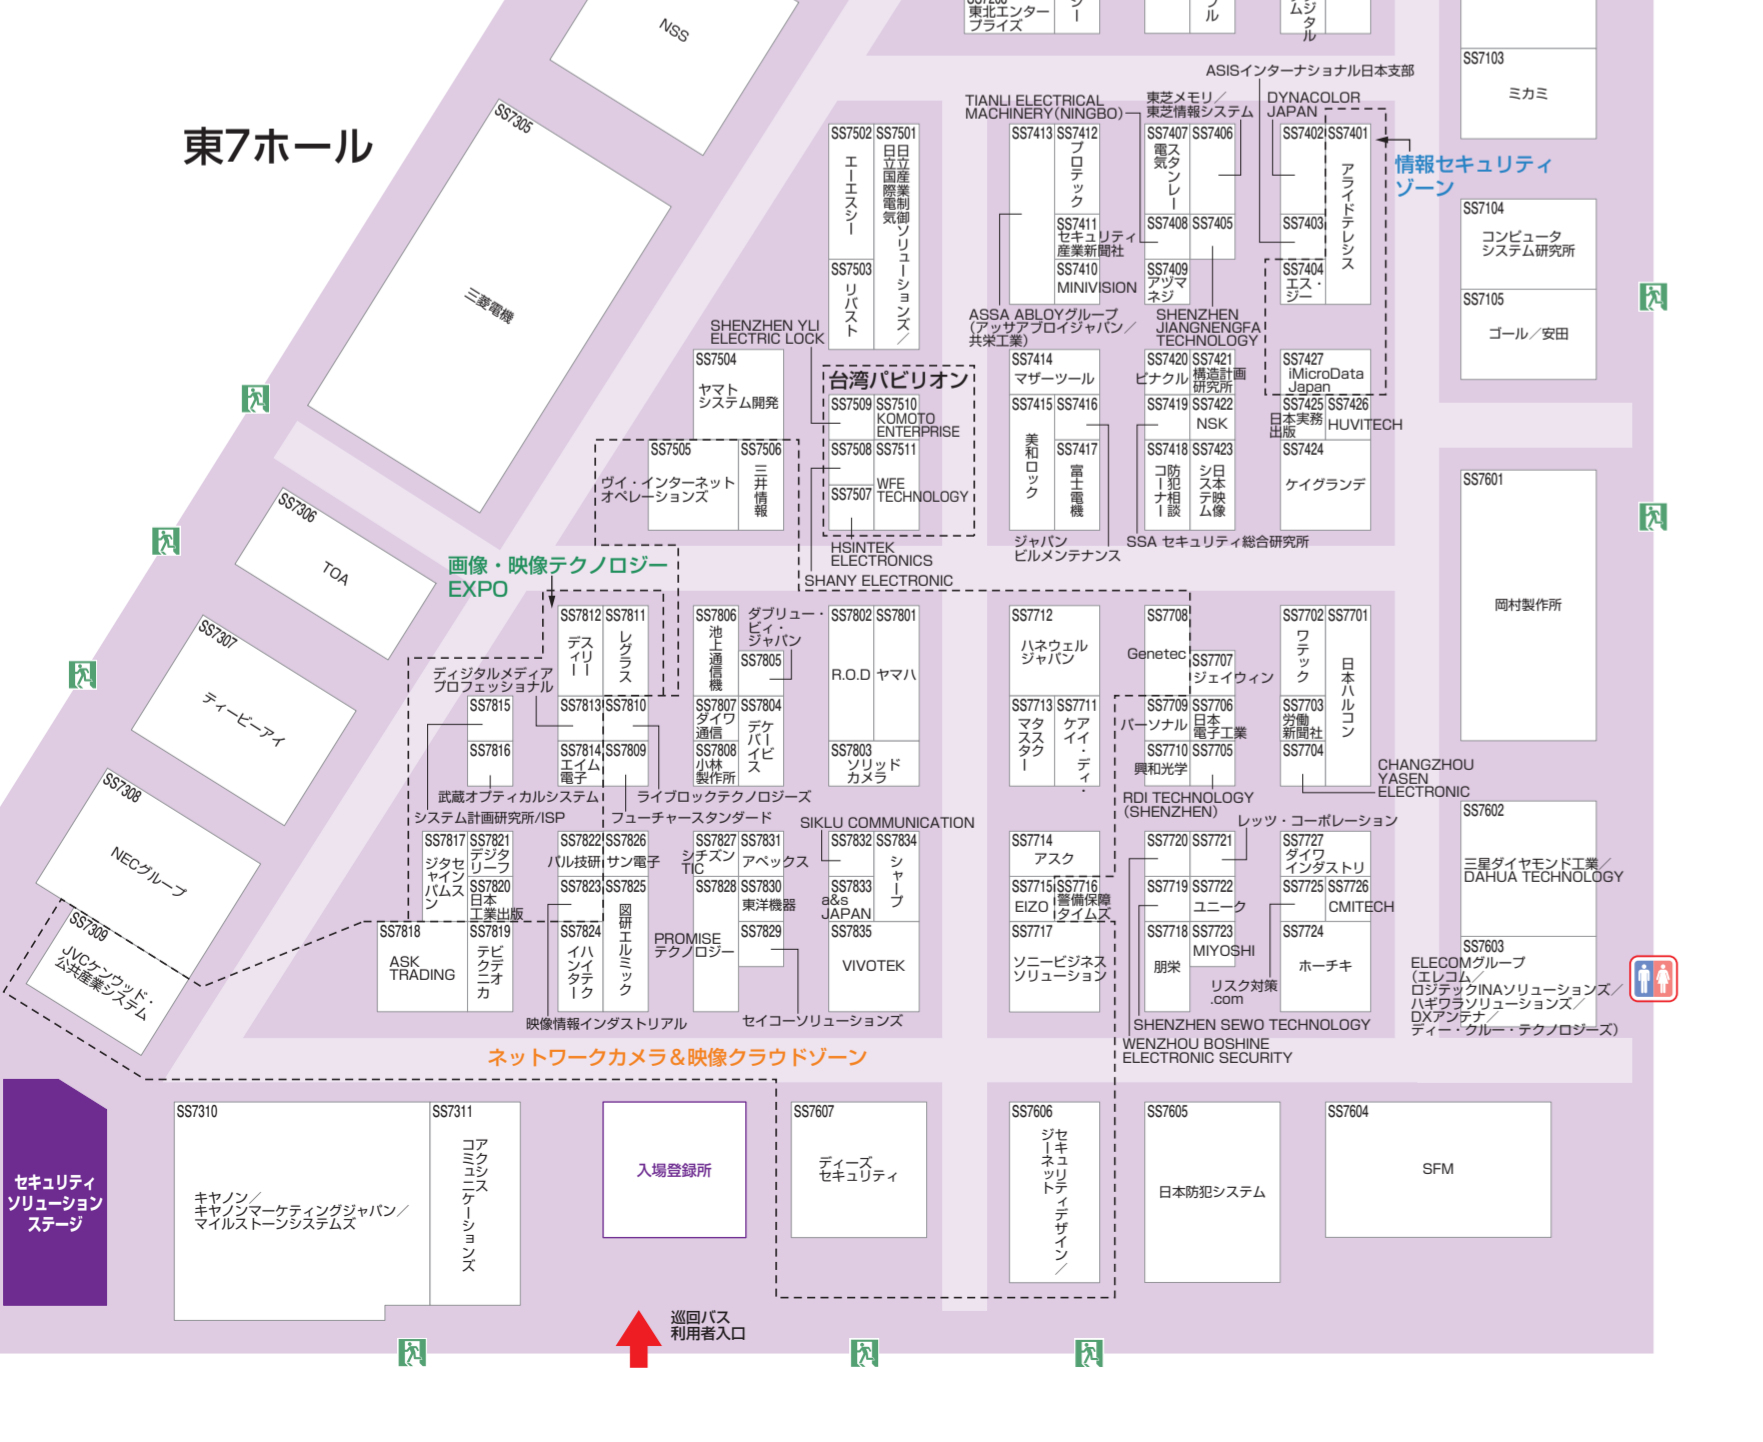 東北エンター
プライズ
NSS
SS7103
ミカミ
ASISインターナショナル日本支部
東7ホール
SS7305
三菱電機
TIANLI ELECTRICAL
MACHINERY(NINGBO)
東芝メモリ／
東芝情報システム
DYNACOLOR
JAPAN
情報セキュリティ
ゾーン
SS7502
エーエスシー
SS7501
日立産業制御ソリューションズ／
日立国際電気
SS7503
リバスト
SS7413
SS7412
プロテック
SS7411
セキュリティ
産業新聞社
SS7410
MINIVISION
SS7407
スタンレー
電気
SS7406
SS7408
SS7405
SS7409
アヅマ
ネジ
SS7402
SS7401
アライドテレシス
SS7403
SS7404
エス・
ジー
SS7104
コンピュータ
システム研究所
SS7105
ゴール／安田
ASSA ABLOYグループ
（アッサアブロイジャパン／
共栄工業）
SHENZHEN
JIANGNENGFA
TECHNOLOGY
SHENZHEN YLI
ELECTRIC LOCK
SS7504
ヤマト
システム開発
台湾パビリオン
SS7509
SS7510
KOMOTO
ENTERPRISE
SS7508
SS7511
WFE
TECHNOLOGY
SS7507
HSINTEK
ELECTRONICS
SHANY ELECTRONIC
SS7505
ヴィ・インターネット
オペレーションズ
SS7506
三井情報
SS7414
マザーツール
SS7415
美和ロック
SS7416
SS7417
富士電機
ジャパン
ビルメンテナンス
SS7420
ピナクル
SS7421
構造計画
研究所
SS7419
SS7422
NSK
SS7418
防犯相談
コーナー
SS7423
日本映像
システム
SSA セキュリティ総合研究所
SS7427
iMicroData
Japan
SS7425
日本実務
出版
SS7426
HUVITECH
SS7424
ケイグランデ
SS7601
岡村製作所
SS7306
TOA
SS7307
ティービーアイ
SS7308
NECグループ
SS7309
JVCケンウッド・
公共産業システム
画像・映像テクノロジー
EXPO
SS7812
デスリー
ィー
SS7811
レグラス
ディジタルメディア
プロフェッショナル
SS7815
SS7816
SS7813
SS7810
SS7814
エイム
電子
SS7809
武蔵オプティカルシステム
ライブロックテクノロジーズ
システム計画研究所/ISP
フューチャースタンダード
SS7806
池上通信機
ダブリュー・
ビィ・
ジャパン
SS7805
SS7807
ダイワ
通信
SS7804
ケービーデバイス
SS7808
小林
製作所
SS7802
R.O.D
SS7801
ヤマハ
SS7803
ソリッド
カメラ
SS7712
ハネウェル
ジャパン
SS7713
マスター
タスク
SS7711
ケアイ・ディ・
イ
SS7708
Genetec
SS7707
ジェイウィン
SS7709
パーソナル
SS7706
日本
電子工業
SS7710
興和光学
SS7705
RDI TECHNOLOGY
(SHENZHEN)
SS7702
ワテック
SS7701
日本ハルコン
SS7703
労働
新聞社
SS7704
CHANGZHOU
YASEN
ELECTRONIC
SS7817
ジャパン
セインムスン
SS7821
デジタ
リーフ
SS7820
日本
工業出版
SS7818
ASK
TRADING
SS7819
ビデオ
テクニカ
SS7822
パル技研
SS7826
サン電子
SS7823
SS7825
図研エルミック
SS7824
ハイテク
インター
映像情報インダストリアル
SIKLU COMMUNICATION
SS7827
シチズン
TIC
SS7831
アペックス
SS7828
PROMISE
テクノロジー
SS7830
東洋機器
SS7829
セイコーソリューションズ
SS7832
SS7834
シャープ
SS7833
a&s
JAPAN
SS7835
VIVOTEK
SS7714
アスク
SS7715
EIZO
SS7716
警備保障
タイムズ
SS7717
ソニービジネス
ソリューション
レッツ・コーポレーション
SS7720
SS7721
SS7719
SS7722
ユニーク
SS7718
朋栄
SS7723
MIYOSHI
SS7727
ダイワ
インダストリ
SS7725
SS7726
CMITECH
SS7724
ホーチキ
リスク対策
.com
SHENZHEN SEWO TECHNOLOGY
WENZHOU BOSHINE
ELECTRONIC SECURITY
SS7602
三星ダイヤモンド工業／
DAHUA TECHNOLOGY
SS7603
ELECOMグループ
（エレコム／
ロジテックINAソリューションズ／
ハギワラソリューションズ／
DXアンテナ／
ディー・クルー・テクノロジーズ）
ネットワークカメラ＆映像クラウドゾーン
セキュリティ
ソリューション
ステージ
SS7310
キヤノン／
キヤノンマーケティングジャパン／
マイルストーンシステムズ
SS7311
アクシス
コミュニケーションズ
入場登録所
SS7607
ディーズ
セキュリティ
SS7606
セキュリティデザイン／
ジーネット
SS7605
日本防犯システム
SS7604
SFM
巡回バス
利用者入口